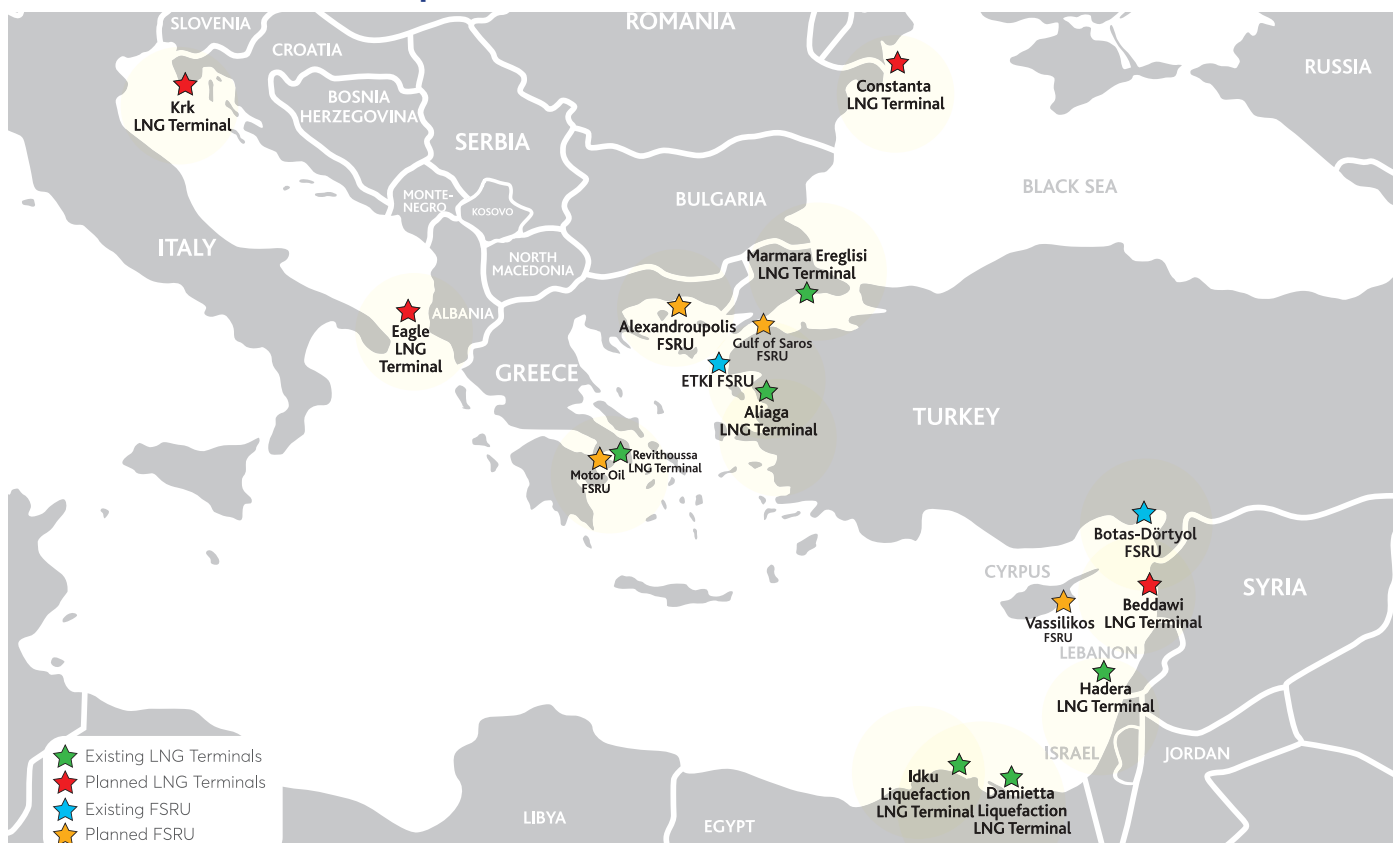 SLOVENIA
ROMANIA
CROATIA
RUSSIA
Krk
LNG Terminal
BOSNIA
HERZEGOVINA
Constanta
LNG Terminal
SERBIA
MONTE-
NEGRO
KOSOVO
BULGARIA
BLACK SEA
ITALY
NORTH
MACEDONIA
Marmara Ereglisi
LNG Terminal
ALBANIA
Eagle
LNG
Terminal
Alexandroupolis
FSRU
Gulf of Saros
FSRU
GREECE
ETKI FSRU
Aliaga
LNG Terminal
TURKEY
Revithoussa
LNG Terminal
Motor Oil
FSRU
Botas-Dörtyol
FSRU
CYRPUS
SYRIA
Beddawi
LNG Terminal
Vassilikos
FSRU
LEBANON
Hadera
LNG Terminal
ISRAEL
JORDAN
Idku
Liquefaction
LNG Terminal
Damietta
Liquefaction
LNG Terminal
LIBYA
EGYPT
Existing LNG Terminals
Planned LNG Terminals
Existing FSRU
Planned FSRU